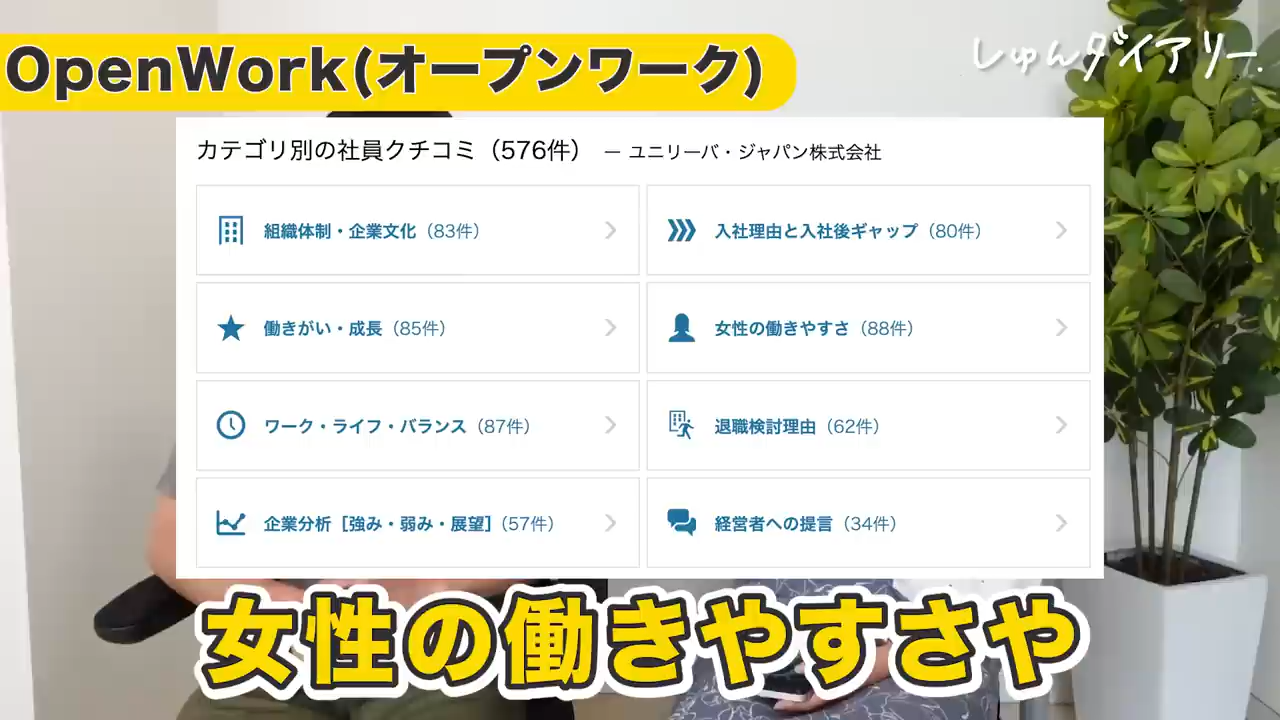 OpenWork(オープンワーク)
しゅんダイアリー.
カテゴリ別の社員クチコミ（576件） － ユニリーバ・ジャパン株式会社
組織体制・企業文化（83件）
入社理由と入社後ギャップ（80件）
働きがい・成長（85件）
女性の働きやすさ（88件）
ワーク・ライフ・バランス（87件）
退職検討理由（62件）
企業分析［強み・弱み・展望］（57件）
経営者への提言（34件）
女性の働きやすさや